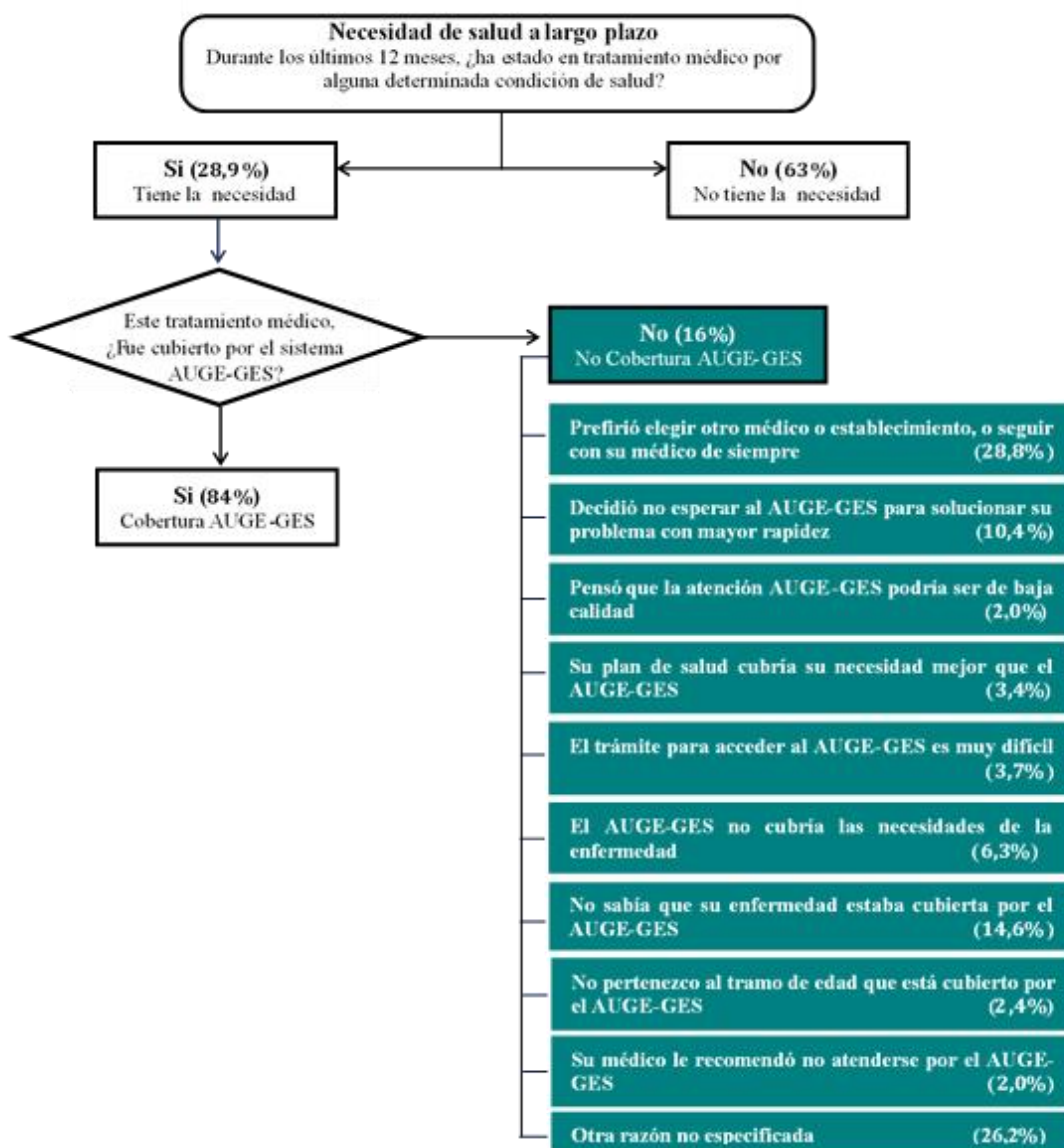 Necesidad de salud a largo plazo
Durante los últimos 12 meses, ¿ha estado en tratamiento médico por
alguna determinada condición de salud?
Si (28,9%)
Tiene la necesidad
No (63%)
No tiene la necesidad
Este tratamiento médico,
¿Fue cubierto por el sistema
AUGE-GES?
No (16%)
No Cobertura AUGE-GES
Si (84%)
Cobertura AUGE-GES
Prefirió elegir otro médico o establecimiento, o seguir
con su médico de siempre (28,8%)
Decidió no esperar al AUGE-GES para solucionar su
problema con mayor rapidez (10,4%)
Pensó que la atención AUGE-GES podría ser de baja
calidad (2,0%)
Su plan de salud cubría su necesidad mejor que el
AUGE-GES (3,4%)
El trámite para acceder al AUGE-GES es muy difícil
(3,7%)
El AUGE-GES no cubría las necesidades de la
enfermedad (6,3%)
No sabía que su enfermedad estaba cubierta por el
AUGE-GES (14,6%)
No pertenezco al tramo de edad que está cubierto por
el AUGE-GES (2,4%)
Su médico le recomendó no atenderse por el AUGE-
GES (2,0%)
Otra razón no especificada (26,2%)